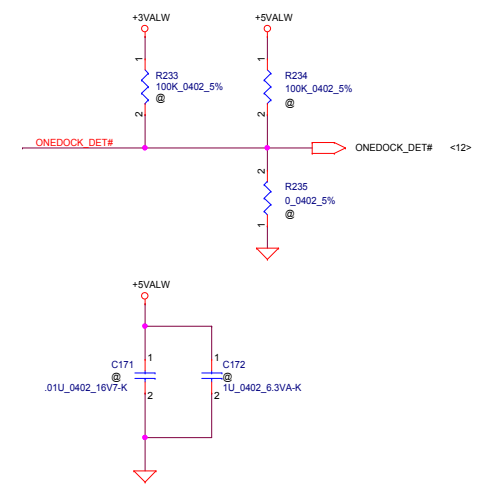 +3VALW
+5VALW
1
R233
100K_0402_5%
@
2
1
R234
100K_0402_5%
@
2
ONEDOCK_DET#
ONEDOCK_DET# <12>
2
R235
0_0402_5%
@
1
+5VALW
C171
@
.01U_0402_16V7-K
1
2
C172
@
1U_0402_6.3VA-K
1
2